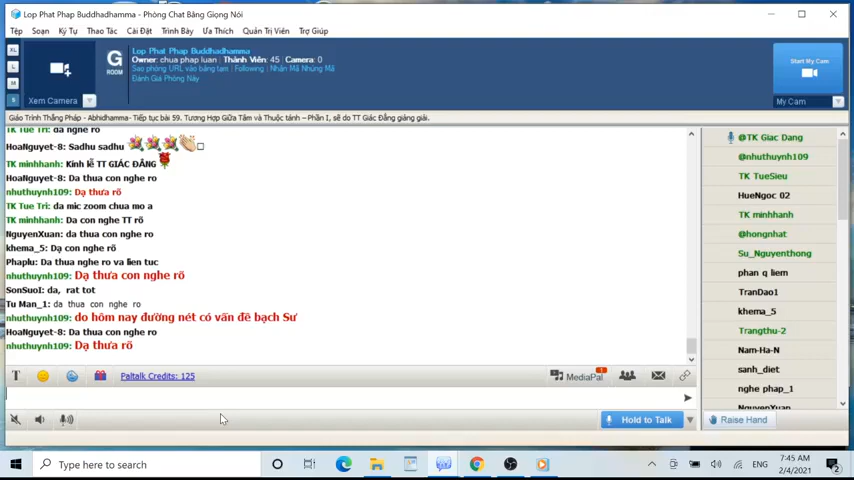 Lop Phat Phap Buddhadhamma - Phòng Chat Bằng Giọng Nói
Tệp Soạn Ký Tự Thao Tác Cài Đặt Trình Bày Ưa Thích Quản Trị Viên Trợ Giúp
XL
L
M
S
Xem Camera
G
ROOM
Lop Phat Phap Buddhadhamma
Owner: chua phap luan | Thành Viên: 45 | Camera: 0
Sao phóng URL vào bảng tạm | Following | Nhận Mã Nhúng Mã
Đánh Giá Phòng Này
Start My Cam
My Cam
Giáo Trình Thắng Pháp - Abhidhamma- Tiếp tục bài 59. Tương Hợp Giữa Tâm và Thuộc tánh – Phần I, sẽ do TT Giác Đẳng giảng giải.
TK Tue Tri: da nghe ro
HoaNguyet-8: Sadhu sadhu
TK minhhanh: Kính lễ TT GIÁC ĐẲNG
HoaNguyet-8: Da thua con nghe ro
nhuthuynh109: Dạ thưa rõ
TK Tue Tri: da mic zoom chua mo a
TK minhhanh: Da con nghe TT rõ
NguyenXuan: da thua con nghe ro
khema_5: Dạ con nghe rõ
Phaplu: Da thua nghe ro va lien tuc
nhuthuynh109: Dạ thưa con nghe rõ
SonSuoI: da, rat tot
Tu Man_1: da thua con nghe ro
nhuthuynh109: do hôm nay đường nét có vấn đề bạch Sư
HoaNguyet-8: Da thua con nghe ro
nhuthuynh109: Dạ thưa rõ
@TK Giac Dang
@nhuthuynh109
TK TueSieu
HueNgoc 02
TK minhhanh
@hongnhat
Su_Nguyenthong
phan q liem
TranDao1
khema_5
Trangthu-2
Nam-Ha-N
sanh_diet
nghe phap_1
NguyenXuan
T
Paltalk Credits: 125
MediaPal
1
Hold to Talk
Raise Hand
Type here to search
ENG
7:45 AM
2/4/2021
2